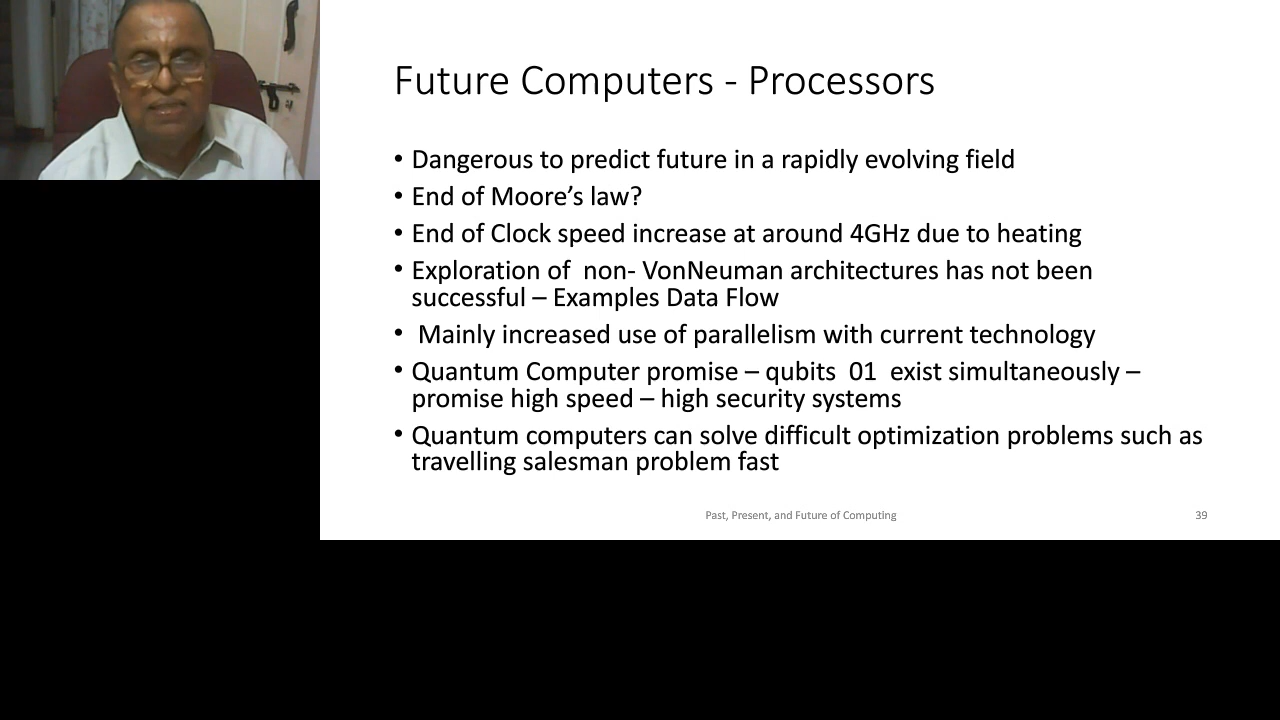 Future Computers - Processors
• Dangerous to predict future in a rapidly evolving field
• End of Moore’s law?
• End of Clock speed increase at around 4GHz due to heating
• Exploration of  non- VonNeuman architectures has not been
successful – Examples Data Flow
•  Mainly increased use of parallelism with current technology
• Quantum Computer promise – qubits  01  exist simultaneously –
promise high speed – high security systems
• Quantum computers can solve difficult optimization problems such as
travelling salesman problem fast
Past, Present, and Future of Computing
39